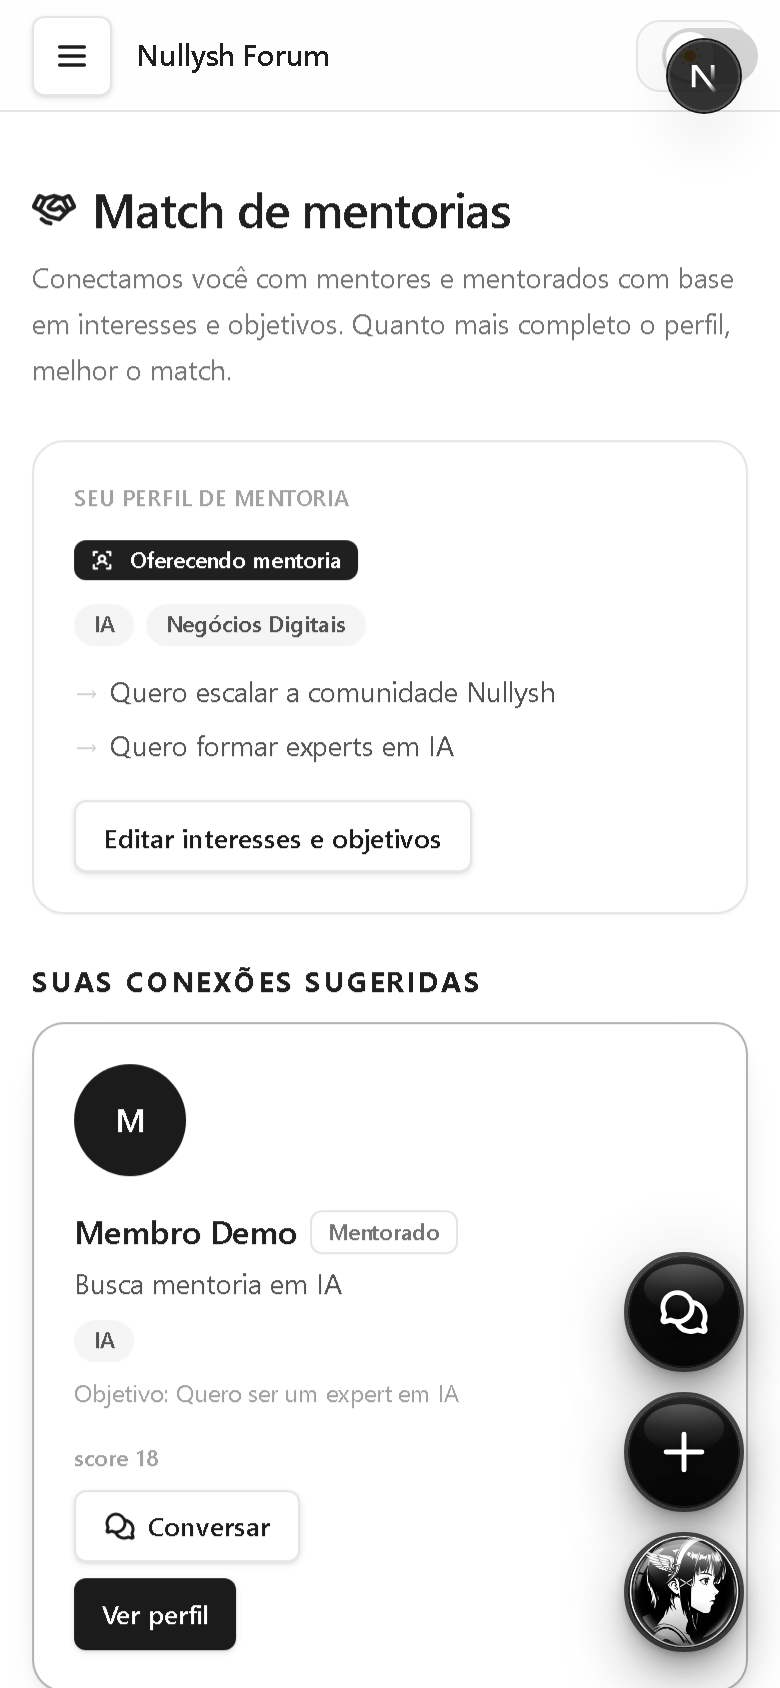 Nullysh Forum
N
Match de mentorias
Conectamos você com mentores e mentorados com base
em interesses e objetivos. Quanto mais completo o perfil,
melhor o match.
SEU PERFIL DE MENTORIA
Oferecendo mentoria
IA Negócios Digitais
→ Quero escalar a comunidade Nullysh
→ Quero formar experts em IA
Editar interesses e objetivos
SUAS CONEXÕES SUGERIDAS
M
Membro Demo Mentorado
Busca mentoria em IA
IA
Objetivo: Quero ser um expert em IA
score 18
Conversar
Ver perfil